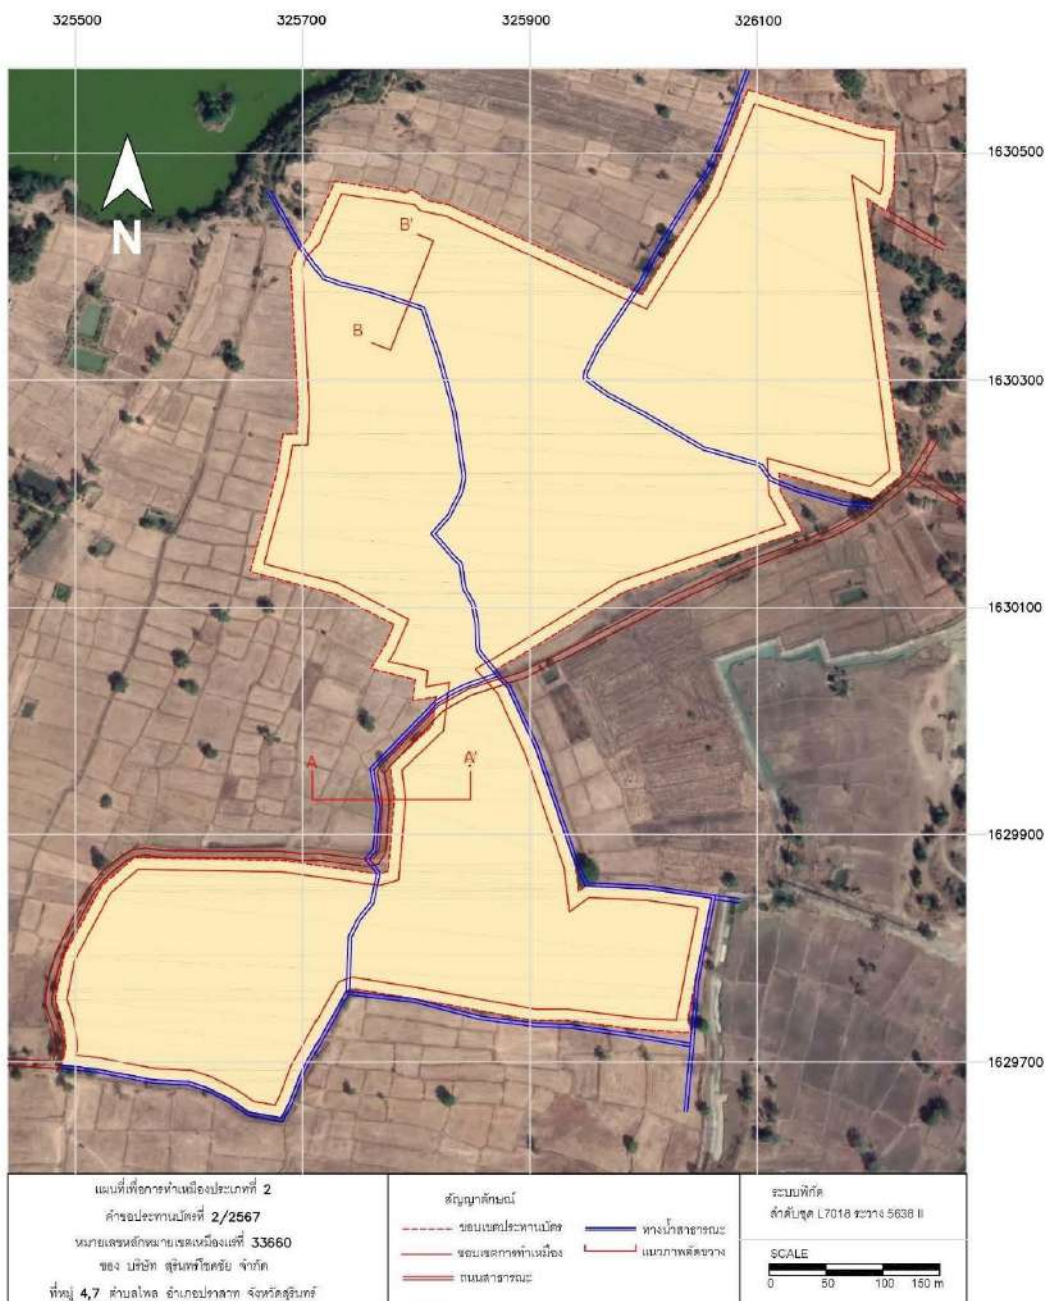 325500 325700 325900 326100
1630500
N
B'
B
1630300
1630100
A A'
1629900
1629700
แผนที่เพื่อการทำเหมืองประเภทที่ 2
คำขอประทานบัตรที่ 2/2567
หมายเลขหลักหมายเขตเหมืองแร่ที่ 33660
ของ บริษัท สุรินทร์โชคชัย จำกัด
ที่หมู่ 4,7 ตำบลไพล อำเภอปราสาท จังหวัดสุรินทร์
สัญญาลักษณ์
ขอบเขตประทานบัตร
ขอบเขตการทำเหมือง
ถนนสาธารณะ
ทางน้ำสาธารณะ
แนวภาพตัดขวาง
ระบบพิกัด
ลำดับชุด L7018 ระวาง 5638 II
SCALE
0 50 100 150 m